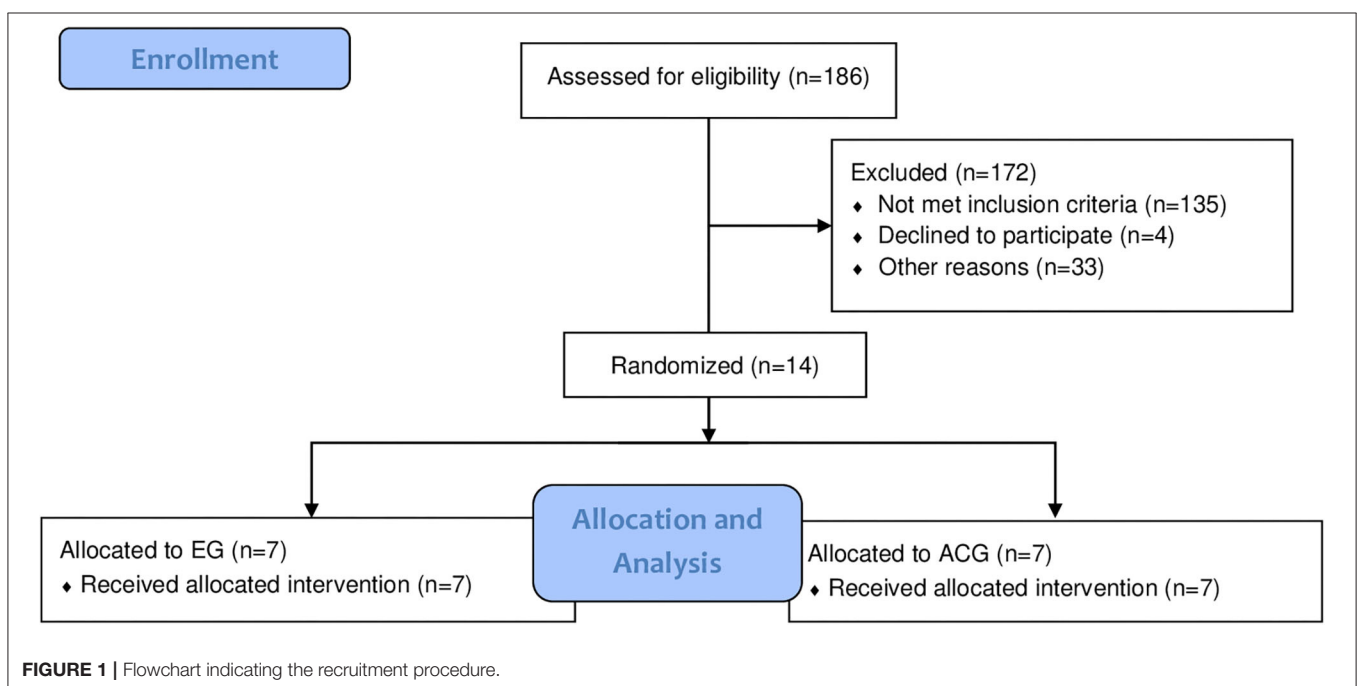 Enrollment
Assessed for eligibility (n=186)
Excluded (n=172)
♦ Not met inclusion criteria (n=135)
♦ Declined to participate (n=4)
♦ Other reasons (n=33)
Randomized (n=14)
Allocation and
Analysis
Allocated to EG (n=7)
♦ Received allocated intervention (n=7)
Allocated to ACG (n=7)
♦ Received allocated intervention (n=7)
FIGURE 1 | Flowchart indicating the recruitment procedure.